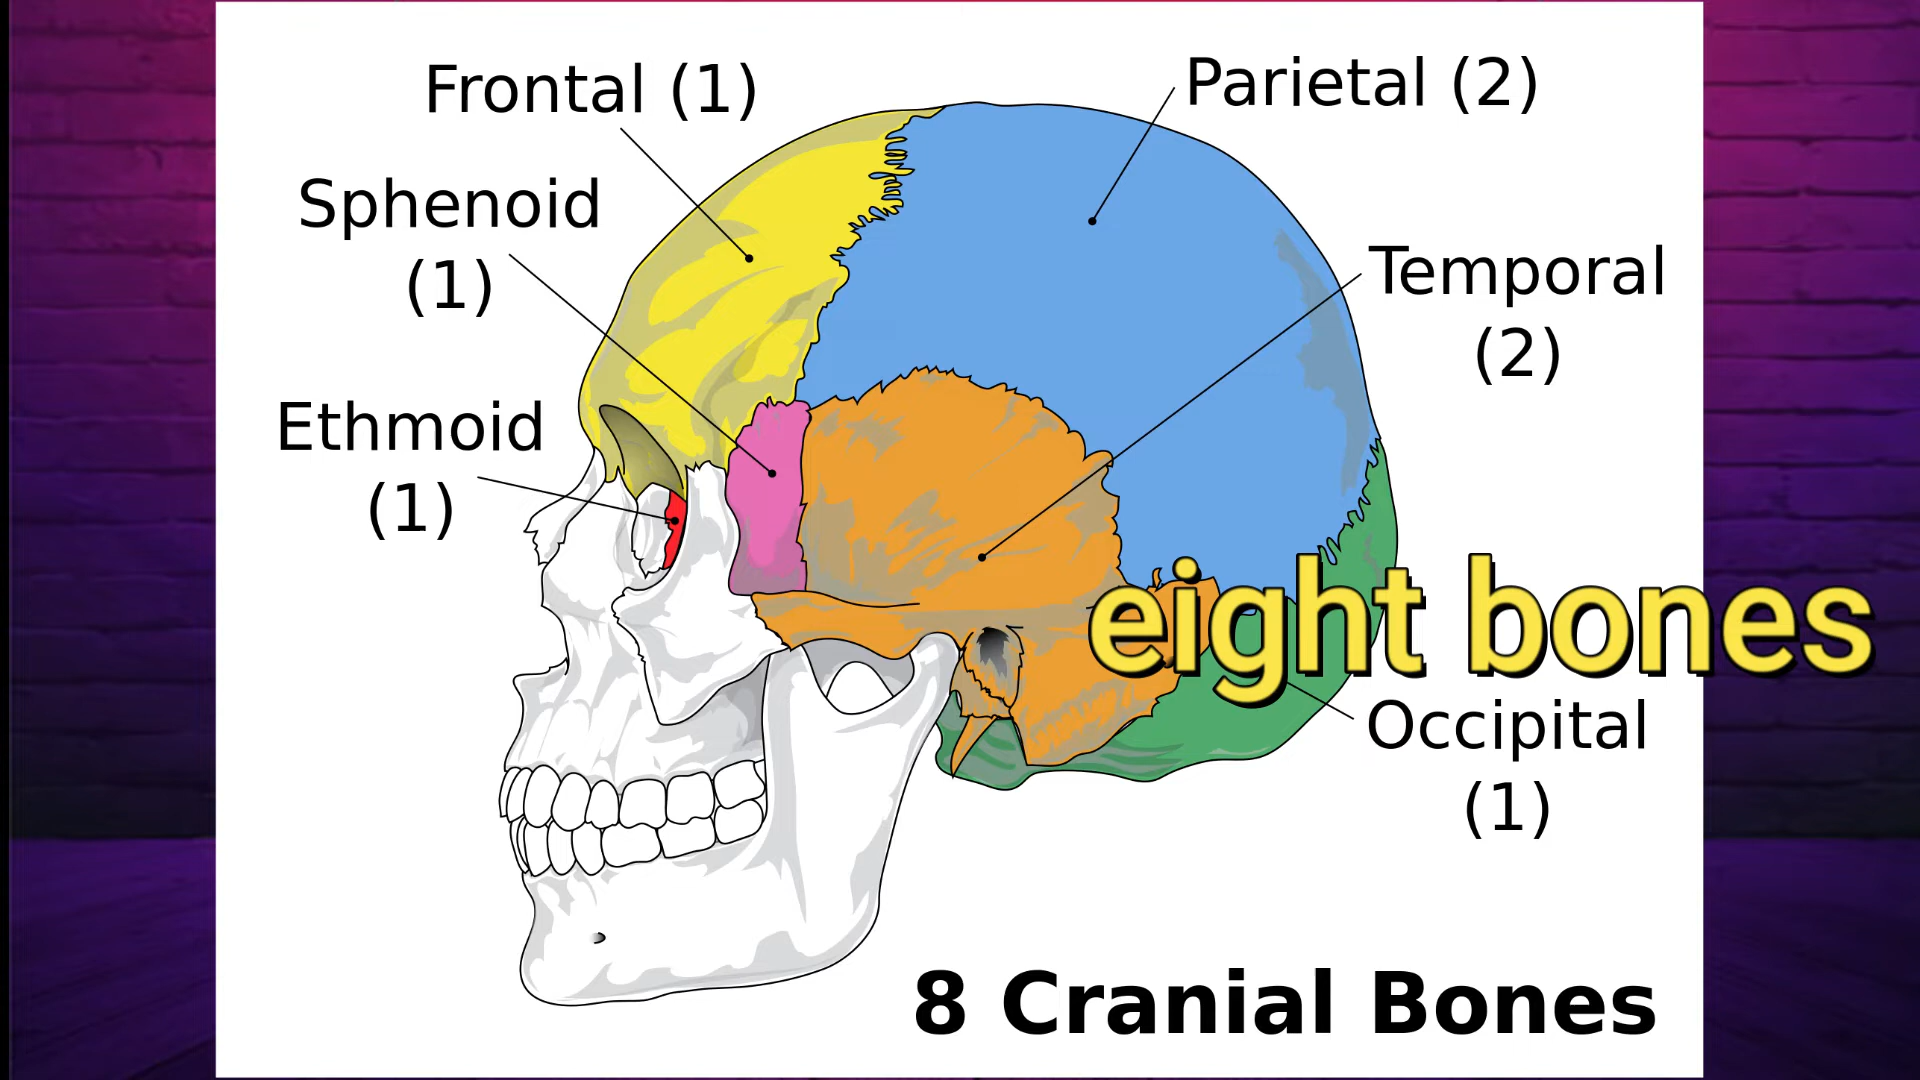 Frontal (1)
Parietal (2)
Sphenoid
(1)
Temporal
(2)
Ethmoid
(1)
eight bones
Occipital
(1)
8 Cranial Bones